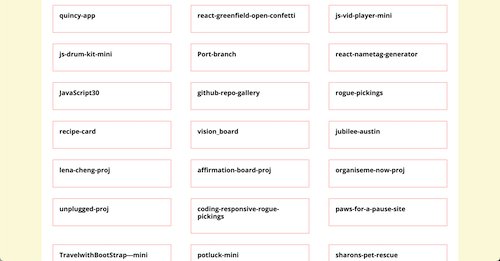 quincy-app
react-greenfield-open-confetti
js-vid-player-mini
js-drum-kit-mini
Port-branch
react-nametag-generator
JavaScript30
github-repo-gallery
rogue-pickings
recipe-card
vision_board
jubilee-austin
lena-cheng-proj
affirmation-board-proj
organiseme-now-proj
unplugged-proj
coding-responsive-rogue-
pickings
paws-for-a-pause-site
TravelwithBootStrap---mini
potluck-mini
sharons-pet-rescue